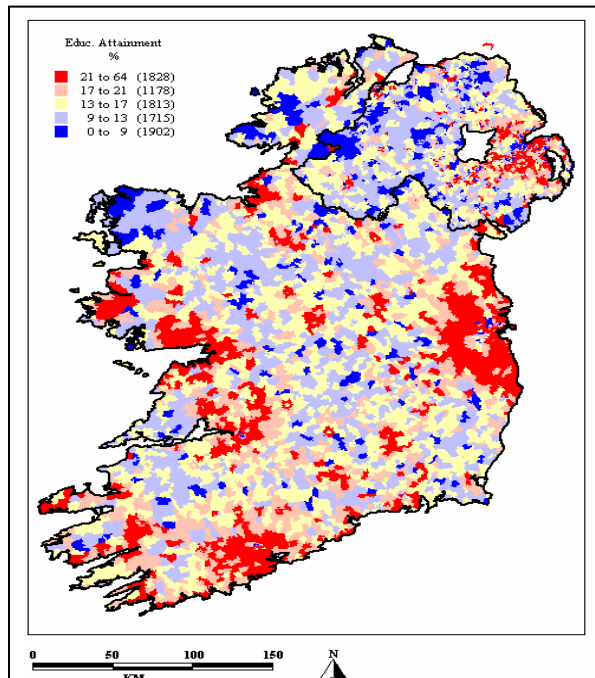 Educ. Attainment
%
21 to 64 (1828)
17 to 21 (1178)
13 to 17 (1813)
9 to 13 (1715)
0 to 9 (1902)
0 50 100 150
KM
N